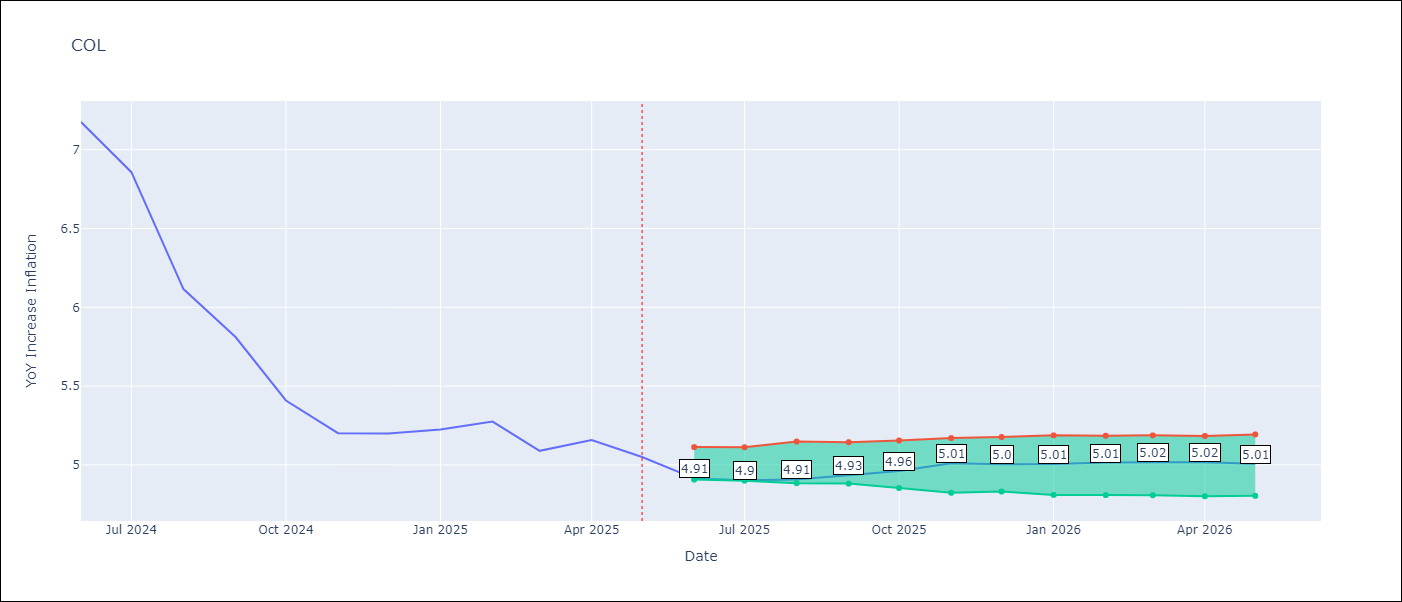 COL
7
6.5
6
5.5
5
YoY Increase Inflation
4.91
4.9
4.91
4.93
4.96
5.01
5.0
5.01
5.01
5.02
5.02
5.01
Jul 2024
Oct 2024
Jan 2025
Apr 2025
Jul 2025
Oct 2025
Jan 2026
Apr 2026
Date